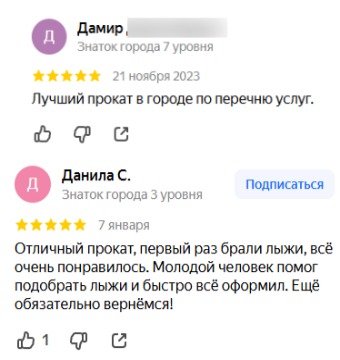 Д
Дамир
Знаток города 7 уровня
21 ноября 2023
Лучший прокат в городе по перечню услуг.
Д
Данила С.
Подписаться
Знаток города 3 уровня
7 января
Отличный прокат, первый раз брали лыжи, всё
очень понравилось. Молодой человек помог
подобрать лыжи и быстро всё оформил. Ещё
обязательно вернёмся!
1